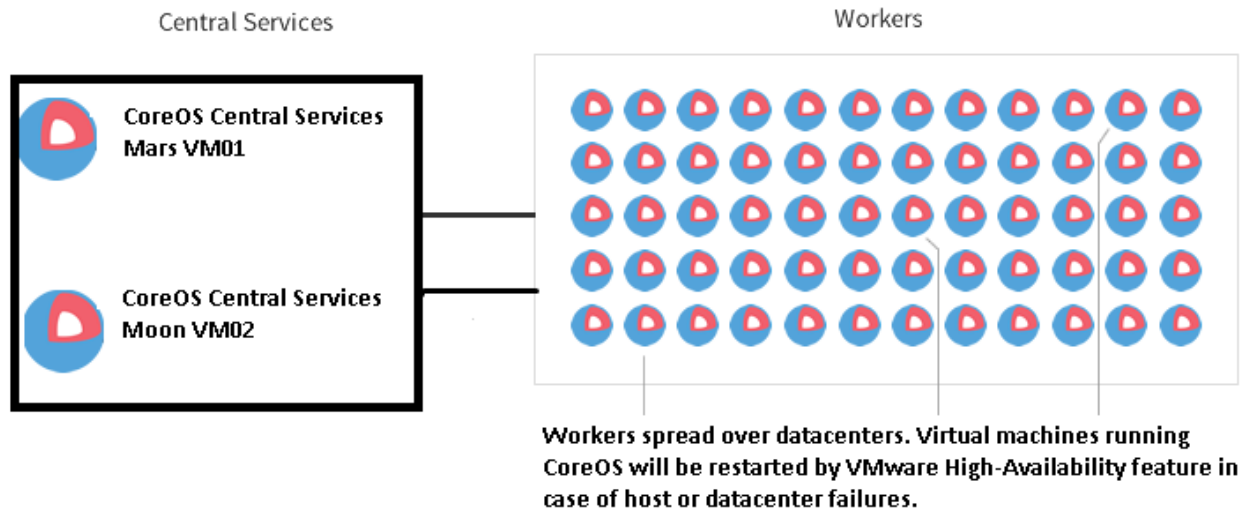 Central Services
Workers
CoreOS Central Services
Mars VM01
CoreOS Central Services
Moon VM02
Workers spread over datacenters. Virtual machines running
CoreOS will be restarted by VMware High-Availability feature in
case of host or datacenter failures.